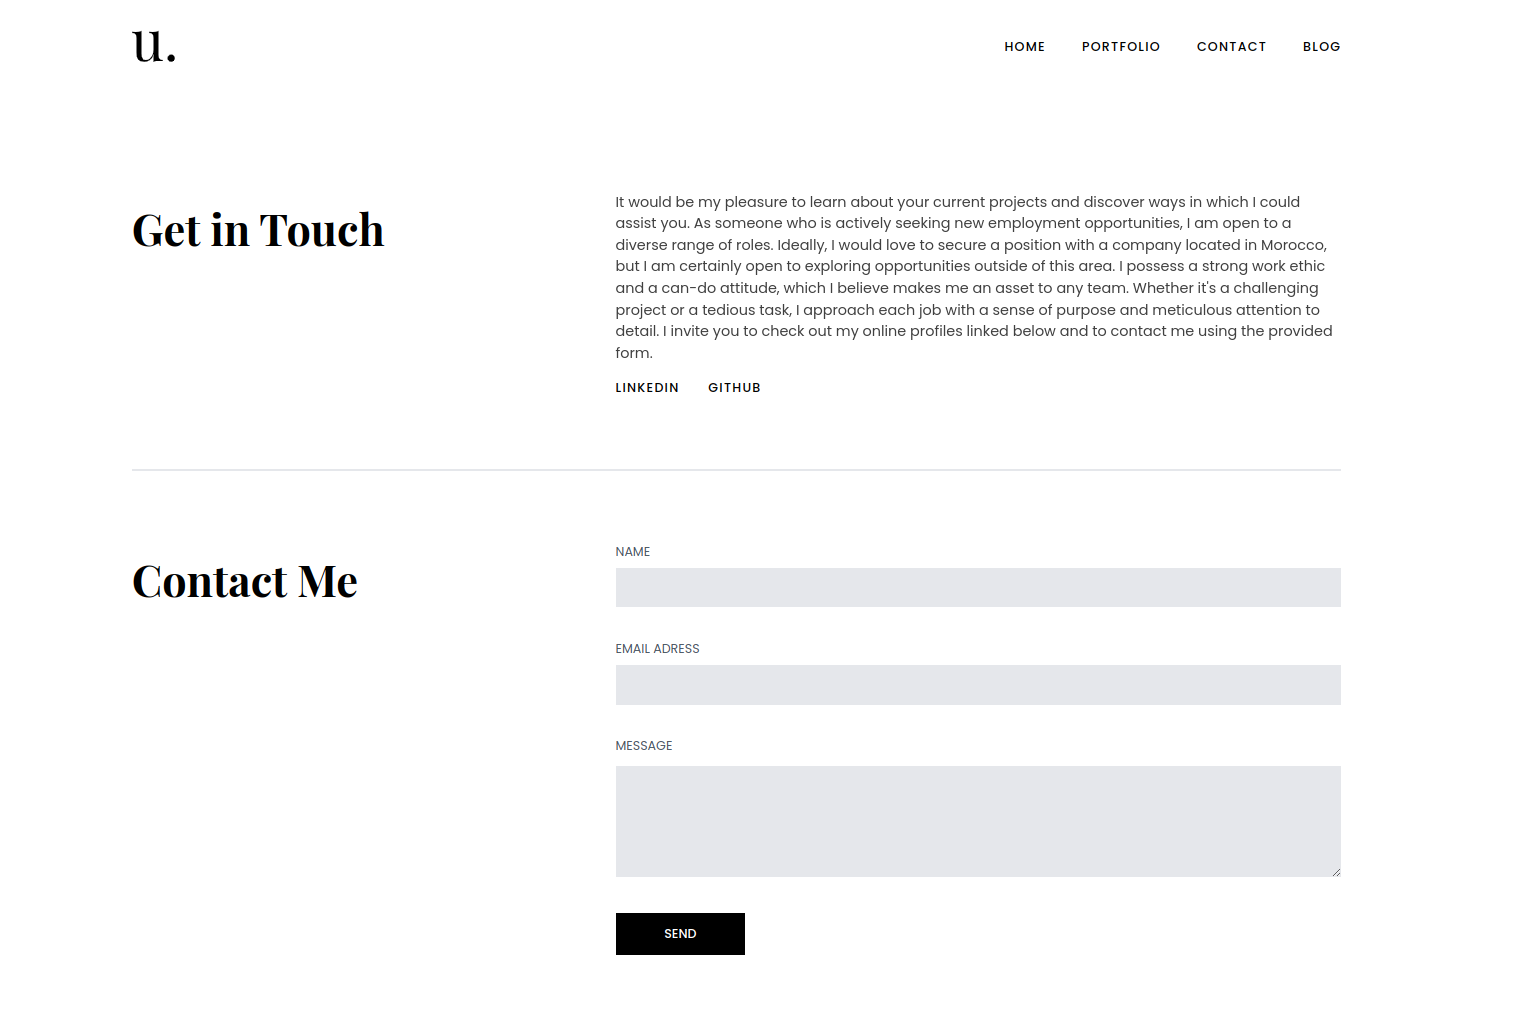 u.
HOME PORTFOLIO CONTACT BLOG
Get in Touch
It would be my pleasure to learn about your current projects and discover ways in which I could
assist you. As someone who is actively seeking new employment opportunities, I am open to a
diverse range of roles. Ideally, I would love to secure a position with a company located in Morocco,
but I am certainly open to exploring opportunities outside of this area. I possess a strong work ethic
and a can-do attitude, which I believe makes me an asset to any team. Whether it's a challenging
project or a tedious task, I approach each job with a sense of purpose and meticulous attention to
detail. I invite you to check out my online profiles linked below and to contact me using the provided
form.
LINKEDIN GITHUB
Contact Me
NAME
EMAIL ADRESS
MESSAGE
SEND